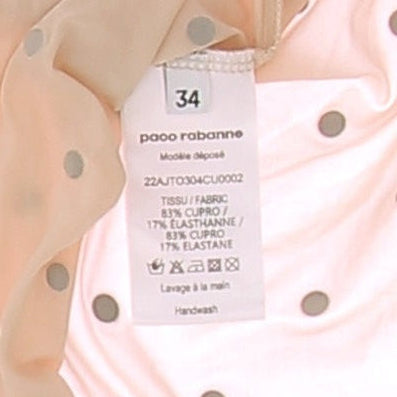 34
paco rabanne
Modèle déposé
22AJTO304CU0002
TISSU / FABRIC
83% CUPRO /
17% ÉLASTHANNE /
83% CUPRO
17% ELASTANE
Lavage à la main
Handwash